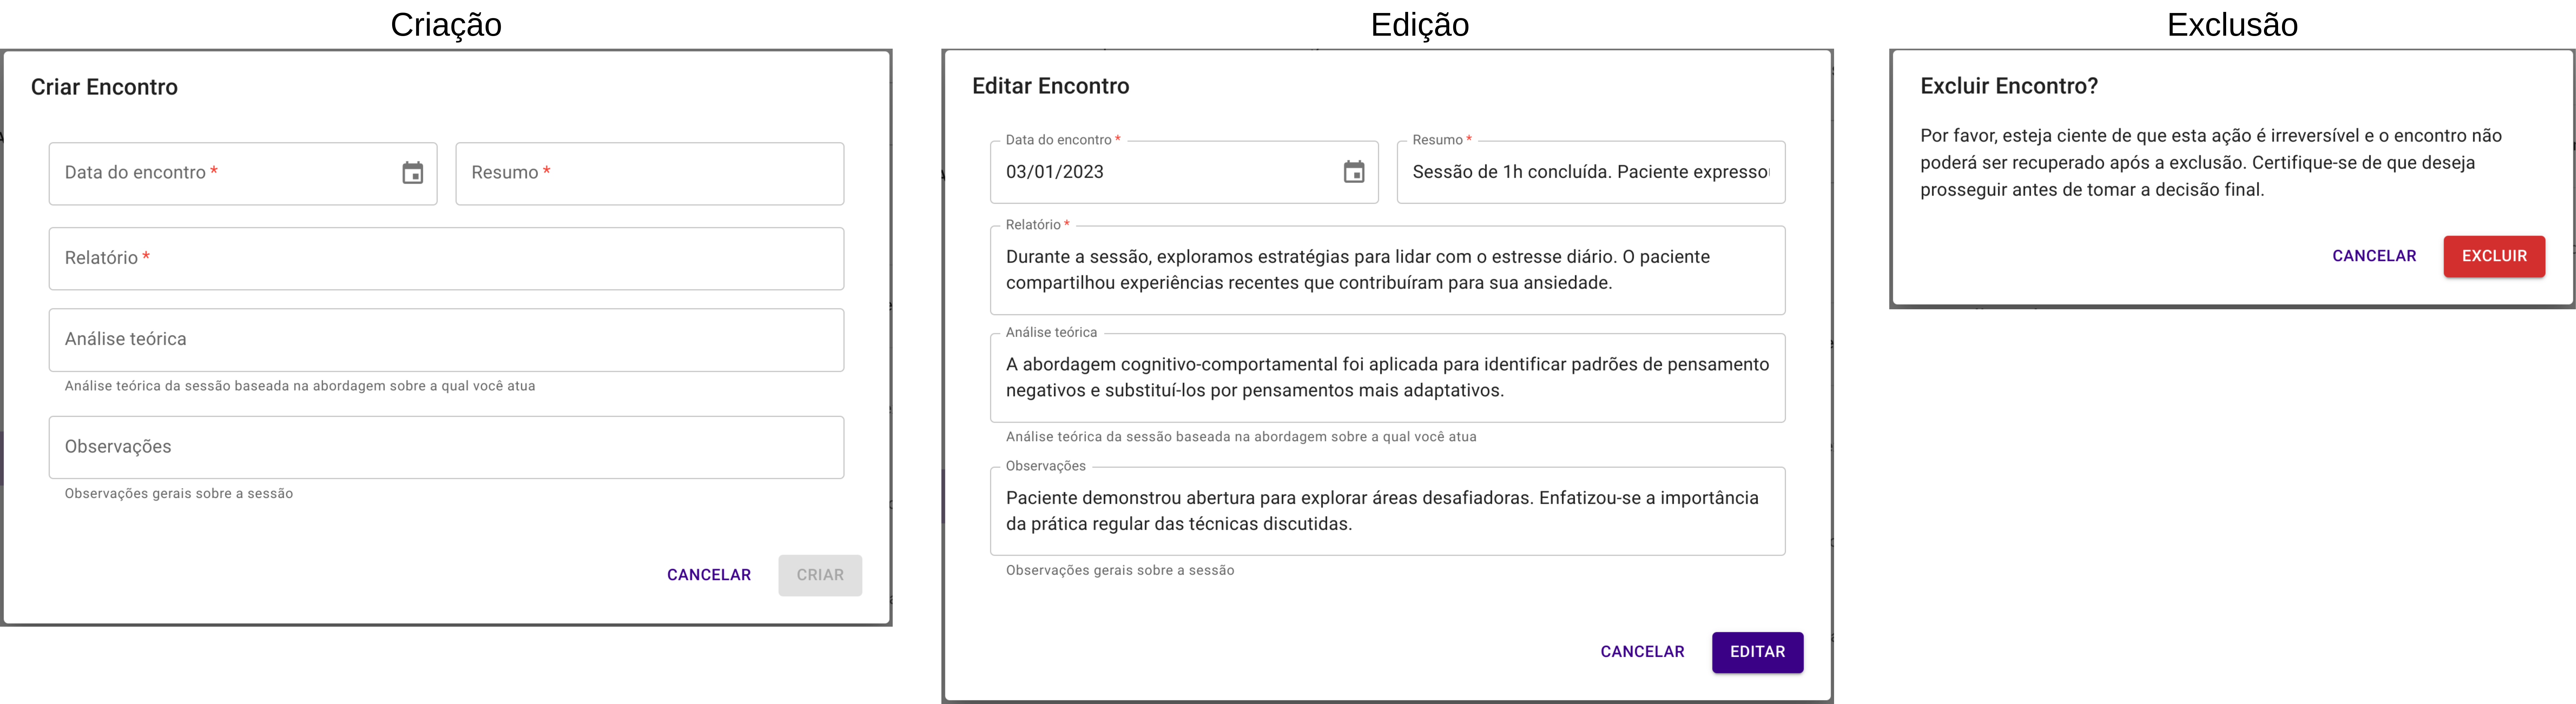 Criação
Criar Encontro
Data do encontro *
Resumo *
Relatório *
Análise teórica
Análise teórica da sessão baseada na abordagem sobre a qual você atua
Observações
Observações gerais sobre a sessão
CANCELAR
CRIAR
Edição
Editar Encontro
Data do encontro *
03/01/2023
Resumo *
Sessão de 1h concluída. Paciente expresso
Relatório *
Durante a sessão, exploramos estratégias para lidar com o estresse diário. O paciente
compartilhou experiências recentes que contribuíram para sua ansiedade.
Análise teórica
A abordagem cognitivo-comportamental foi aplicada para identificar padrões de pensamento
negativos e substituí-los por pensamentos mais adaptativos.
Análise teórica da sessão baseada na abordagem sobre a qual você atua
Observações
Paciente demonstrou abertura para explorar áreas desafiadoras. Enfatizou-se a importância
da prática regular das técnicas discutidas.
Observações gerais sobre a sessão
CANCELAR
EDITAR
Exclusão
Excluir Encontro?
Por favor, esteja ciente de que esta ação é irreversível e o encontro não
poderá ser recuperado após a exclusão. Certifique-se de que deseja
prosseguir antes de tomar a decisão final.
CANCELAR
EXCLUIR